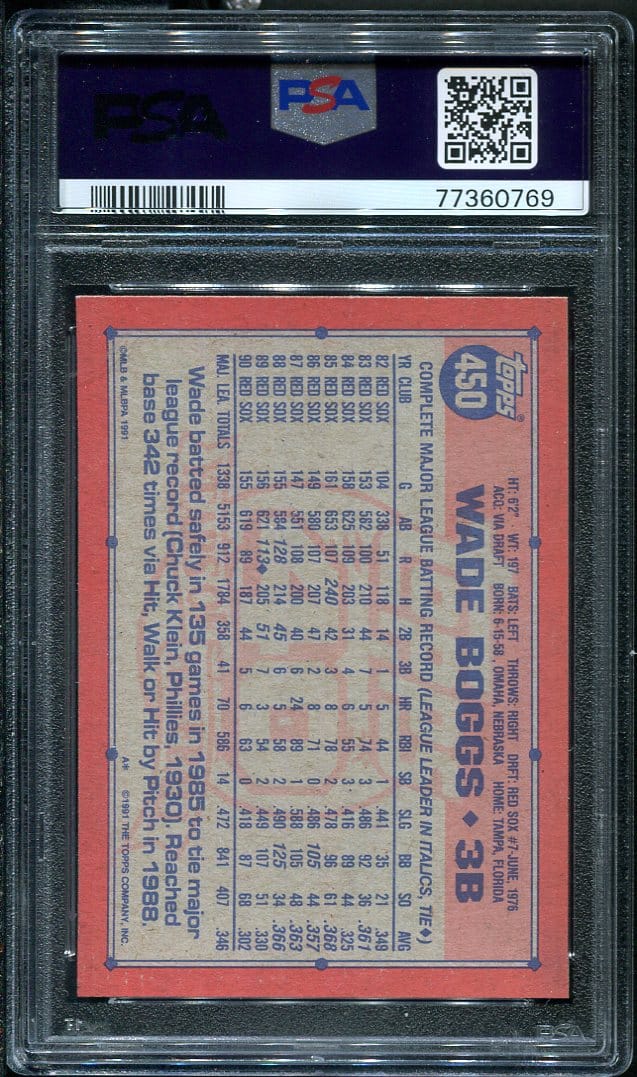 PSA
PSA
77360769
TOPPS®
450
HT: 6'2" · WT: 197 BATS: LEFT THROWS: RIGHT DRFT: RED SOX #7-JUNE, 1976
ACQ: VIA DRAFT BORN: 6-15-58, OMAHA, NEBRASKA HOME: TAMPA, FLORIDA
WADE BOGGS ♦ 3B
COMPLETE MAJOR LEAGUE BATTING RECORD (LEAGUE LEADER IN ITALICS, TIE♦)
YR CLUB G AB R H 2B 3B HR RBI SB SLG BB SO AVG
82 RED SOX 104 338 51 118 14 1 5 44 1 .441 35 21 .349
83 RED SOX 153 582 100 210 44 7 5 74 3 .486 92 36 .361
84 RED SOX 158 625 109 203 31 4 6 55 3 .416 89 44 .325
85 RED SOX 161 653 107 240 42 3 8 78 2 .478 96 61 .368
86 RED SOX 149 580 107 207 47 2 8 71 0 .486 105 44 .357
87 RED SOX 147 551 108 200 40 6 24 89 1 .588 105 48 .363
88 RED SOX 155 584 128 214 45 6 5 58 2 .490 125 34 .366
89 RED SOX 156 621 113♦ 205 51 7 3 54 2 .449 107 51 .330
90 RED SOX 155 619 89 187 44 5 6 63 0 .418 87 68 .302
MAJ. LEA. TOTALS 1338 5153 912 1784 358 41 70 586 14 .472 841 407 .346
Wade batted safely in 135 games in 1985 to tie major
league record (Chuck Klein, Phillies, 1930). Reached
base 342 times via Hit, Walk or Hit by Pitch in 1988.
©MLB & MLBPA 1991 A* ©1991 THE TOPPS COMPANY, INC.
PSA